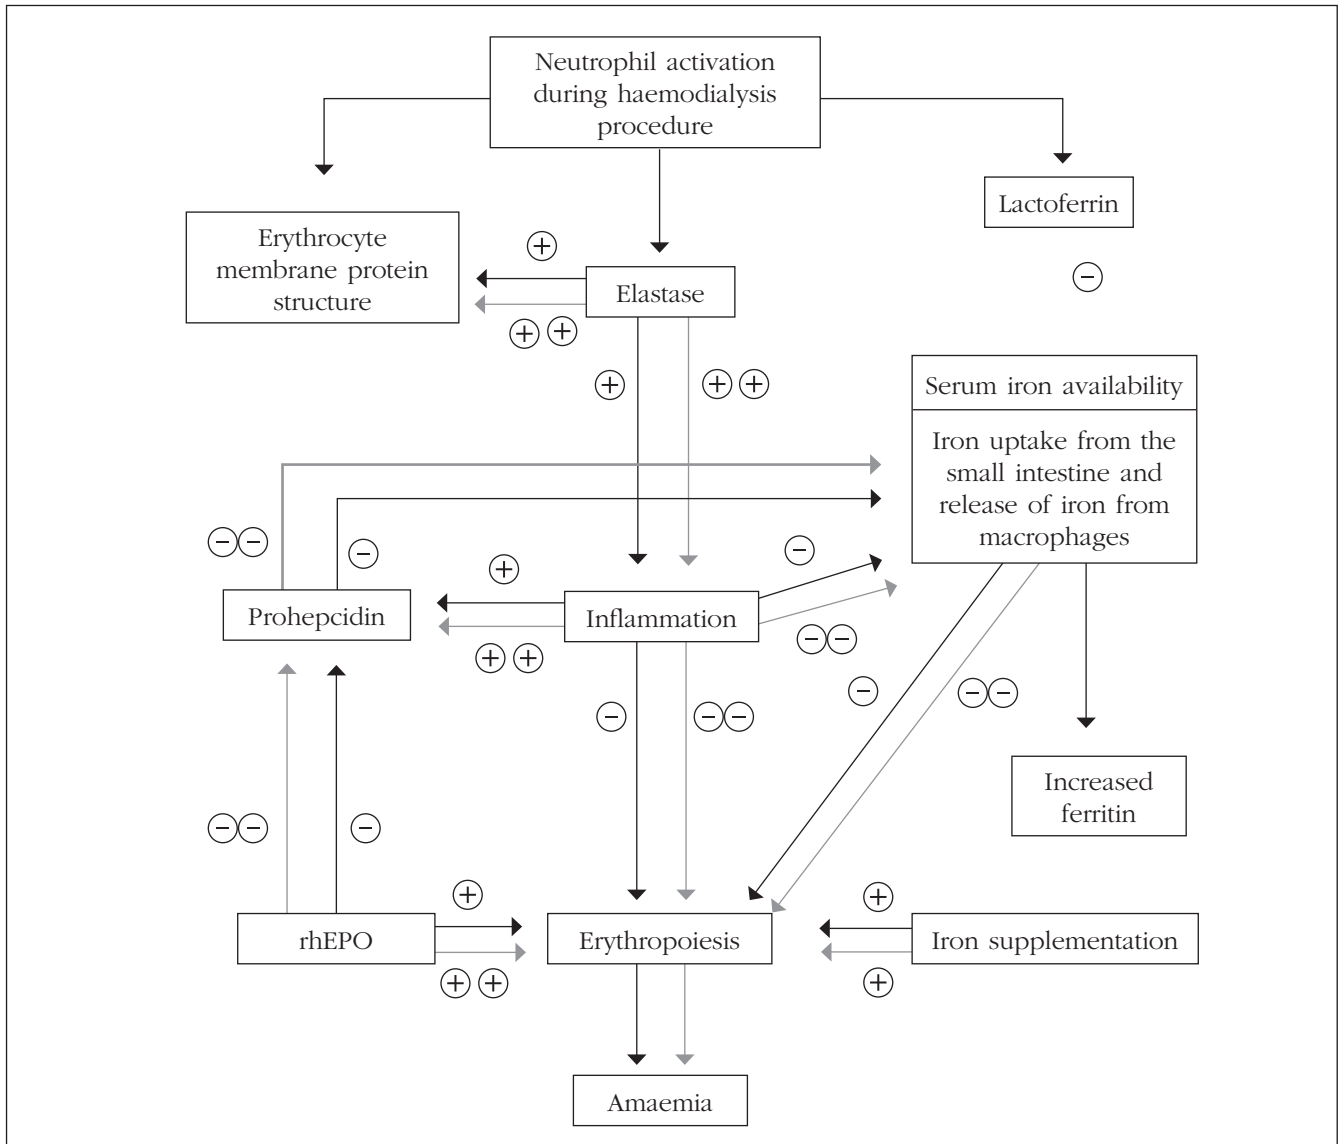 Neutrophil activation
during haemodialysis
procedure
Lactoferrin
Erythrocyte
membrane protein
structure
+
Elastase
−
+ +
+
+ +
Serum iron availability
Iron uptake from the
small intestine and
release of iron from
macrophages
− −
−
+
−
Prohepcidin
Inflammation
+ +
− −
−
− −
−
− −
Increased
ferritin
− −
−
+
+
rhEPO
Erythropoiesis
Iron supplementation
+ +
+
Amaemia